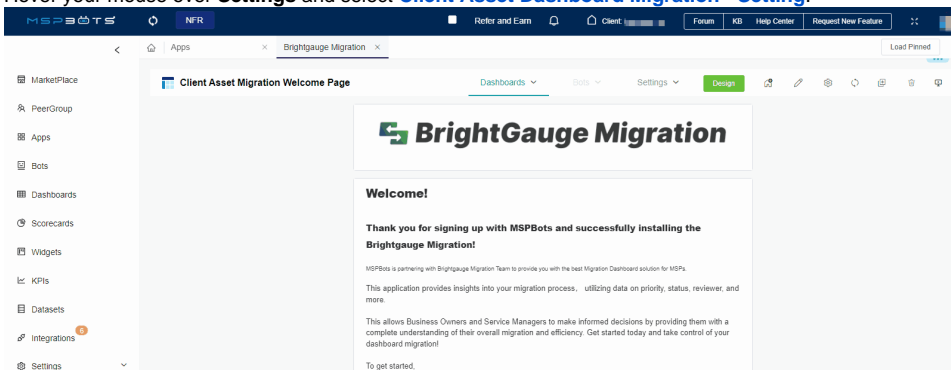 Hover your mouse over Settings and select Client Asset Dashboard Migration - Setting.
MSPBOTS NFR Refer and Earn Client: Forum KB Help Center Request New Feature
Apps Brightgauge Migration Load Pinned
MarketPlace
PeerGroup
Apps
Bots
Dashboards
Scorecards
Widgets
KPIs
Datasets
Integrations 6
Settings
Client Asset Migration Welcome Page Dashboards Bots Settings Design
BrightGauge Migration
Welcome!
Thank you for signing up with MSPBots and successfully installing the
Brightgauge Migration!
MSPBots is partnering with Brightgauge Migration Team to provide you with the best Migration Dashboard solution for MSPs.
This application provides insights into your migration process, utilizing data on priority, status, reviewer, and
more.
This allows Business Owners and Service Managers to make informed decisions by providing them with a
complete understanding of their overall migration and efficiency. Get started today and take control of your
dashboard migration!
To get started,